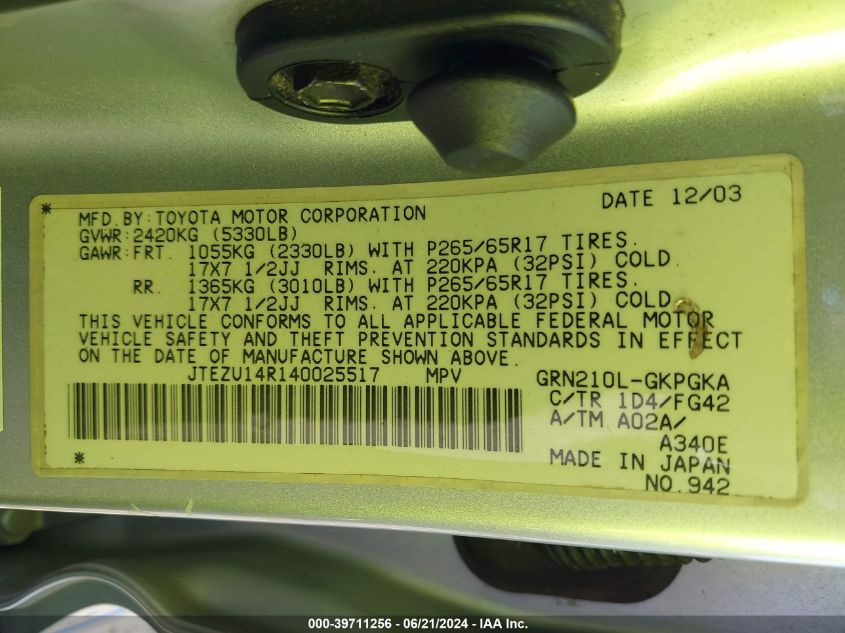 * DATE 12/03
MFD.BY:TOYOTA MOTOR CORPORATION
GVWR:2420KG (5330LB)
GAWR:FRT. 1055KG (2330LB) WITH P265/65R17 TIRES.
17X7 1/2JJ RIMS. AT 220KPA (32PSI) COLD.
RR. 1365KG (3010LB) WITH P265/65R17 TIRES.
17X7 1/2JJ RIMS. AT 220KPA (32PSI) COLD.
THIS VEHICLE CONFORMS TO ALL APPLICABLE FEDERAL MOTOR
VEHICLE SAFETY AND THEFT PREVENTION STANDARDS IN EFFECT
ON THE DATE OF MANUFACTURE SHOWN ABOVE.
JTEZU14R140025517 MPV GRN210L-GKPGKA
C/TR 1D4/FG42
A/TM A02A/
A340E
* MADE IN JAPAN
NO.942
000-39711256 - 06/21/2024 - IAA Inc.